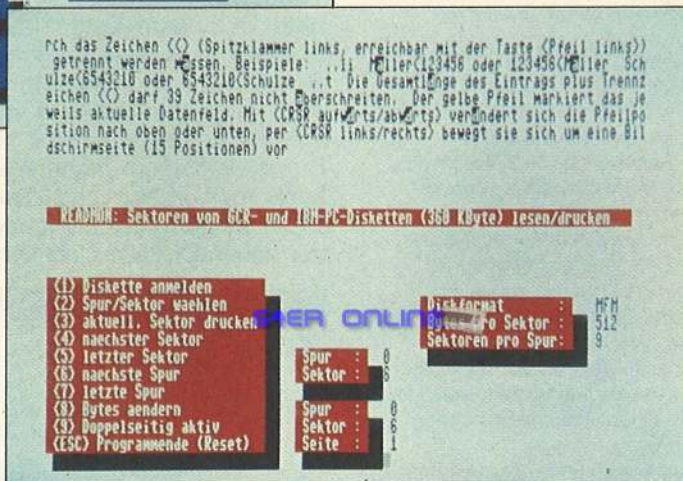 rch das Zeichen (<) (Spitzklammer links, erreichbar mit der Taste <Pfeil links>)
getrennt werden müssen. Beispiele: ..li Müller<123456 oder 123456<Müller Sch
ulze<6543210 oder 6543210<Schulze ..t Die Gesamtlänge des Eintrags plus Trennz
eichen (<) darf 39 Zeichen nicht überschreiten. Der gelbe Pfeil markiert das je
weils aktuelle Datenfeld. Mit <CRSR aufwärts/abwärts> verändert sich die Pfeilpo
sition nach oben oder unten, per <CRSR links/rechts> bewegt sie sich um eine Bil
dschirmseite (15 Positionen) vor
Sektoren von GCR- und IBM-PC-Disketten (360 KByte) lesen/drucken
<1> Diskette anmelden
<2> Spur/Sektor waehlen
<3> aktuell. Sektor drucken
<4> naechster Sektor
<5> letzter Sektor
<6> naechste Spur
<7> letzte Spur
<8> Bytes aendern
<9> Doppelseitig aktiv
<ESC> Programmende (Reset)
Spur : 0
Sektor : 6
Spur : 0
Sektor : 6
Seite : 1
Diskformat : MFM
Bytes pro Sektor : 512
Sektoren pro Spur: 9
64ER ONLINE